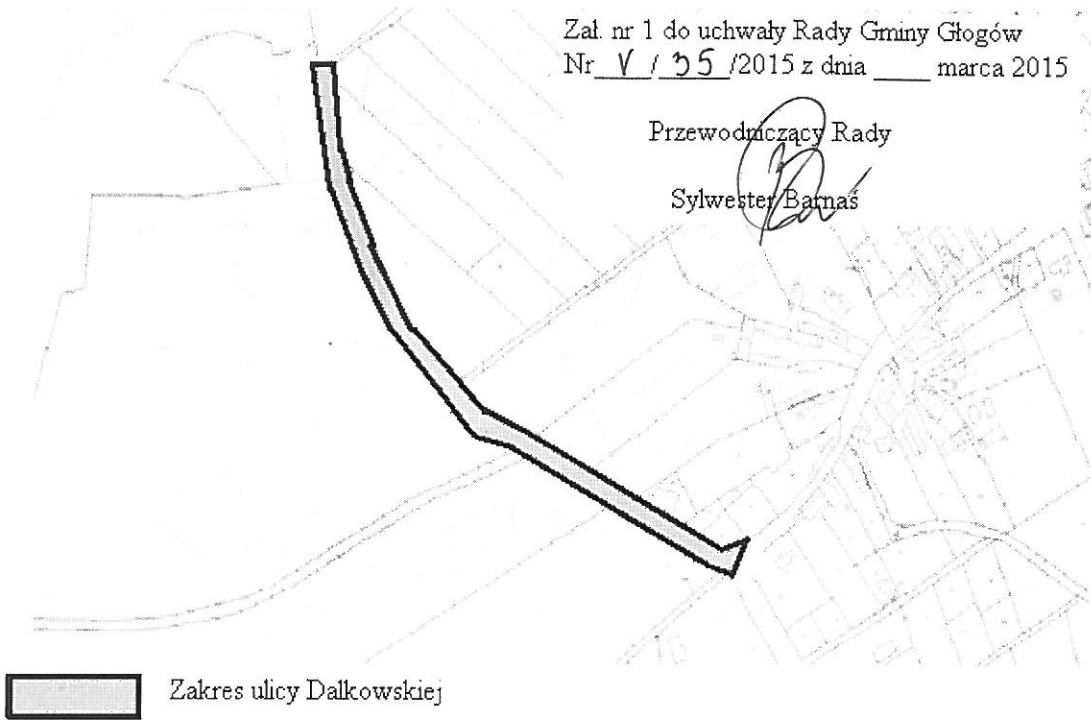 Zał. nr 1 do uchwały Rady Gminy Głogów
Nr V / 35 /2015 z dnia ____ marca 2015
Przewodniczący Rady
Sylwester Barnaś
Zakres ulicy Dalkowskiej